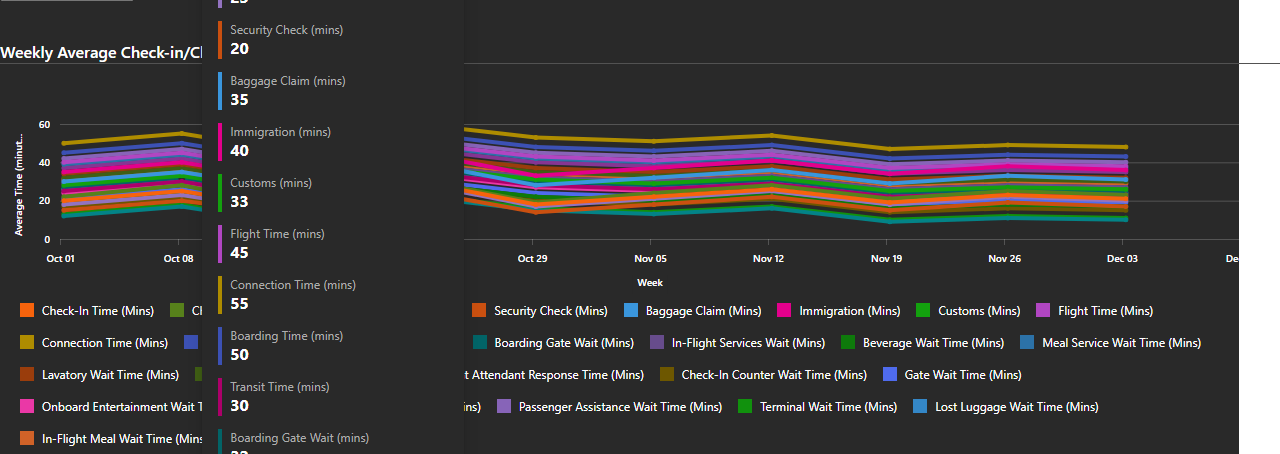 Security Check (mins)
20
Weekly Average Check-in/
Baggage Claim (mins)
35
Immigration (mins)
40
Customs (mins)
33
Flight Time (mins)
45
Connection Time (mins)
55
Boarding Time (mins)
50
Transit Time (mins)
30
Boarding Gate Wait (mins)
Average Time (minut...
60
40
20
0
Oct 01
Oct 08
Oct 29
Nov 05
Nov 12
Nov 19
Nov 26
Dec 03
De
Week
Check-In Time (Mins)
Security Check (Mins)
Baggage Claim (Mins)
Immigration (Mins)
Customs (Mins)
Flight Time (Mins)
Connection Time (Mins)
Boarding Gate Wait (Mins)
In-Flight Services Wait (Mins)
Beverage Wait Time (Mins)
Meal Service Wait Time (Mins)
Lavatory Wait Time (Mins)
t Attendant Response Time (Mins)
Check-In Counter Wait Time (Mins)
Gate Wait Time (Mins)
Onboard Entertainment Wait T
ns)
Passenger Assistance Wait Time (Mins)
Terminal Wait Time (Mins)
Lost Luggage Wait Time (Mins)
In-Flight Meal Wait Time (Mins